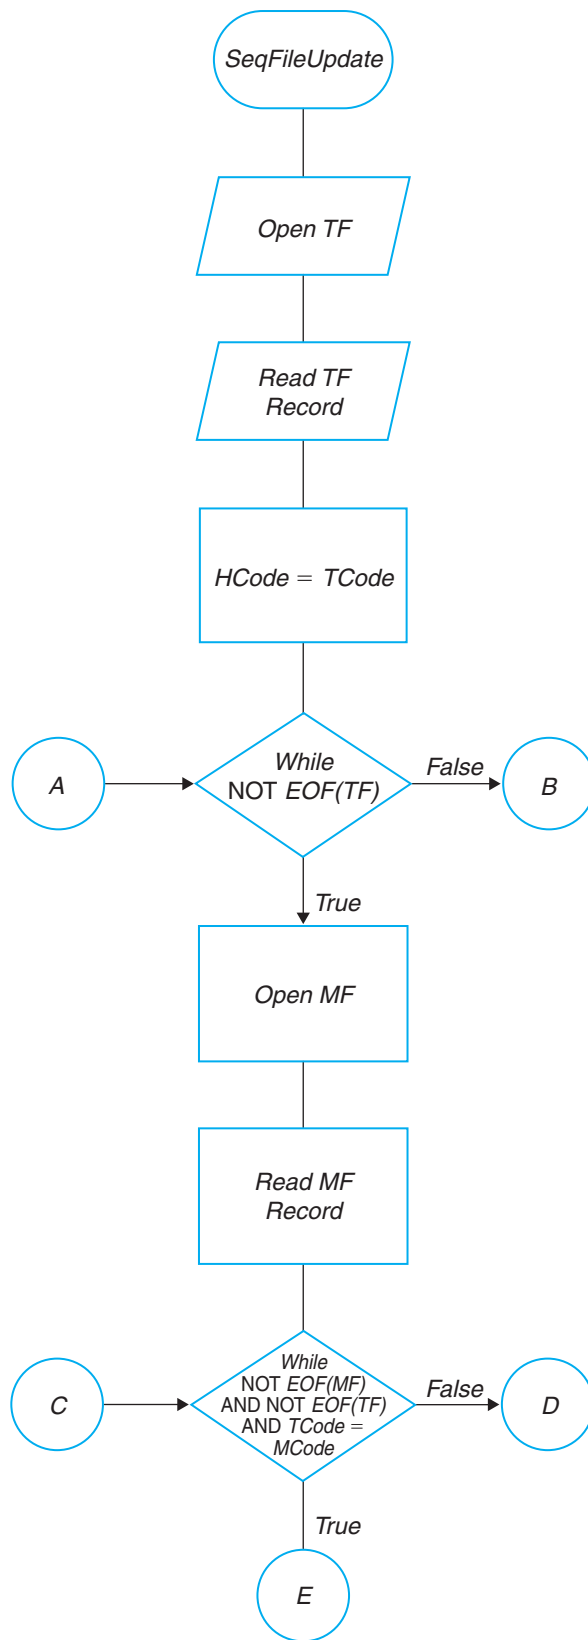 SeqFileUpdate
Open TF
Read TF
Record
HCode = TCode
A
While
NOT EOF(TF)
False
B
True
Open MF
Read MF
Record
C
While
NOT EOF(MF)
AND NOT EOF(TF)
AND TCode =
MCode
False
D
True
E